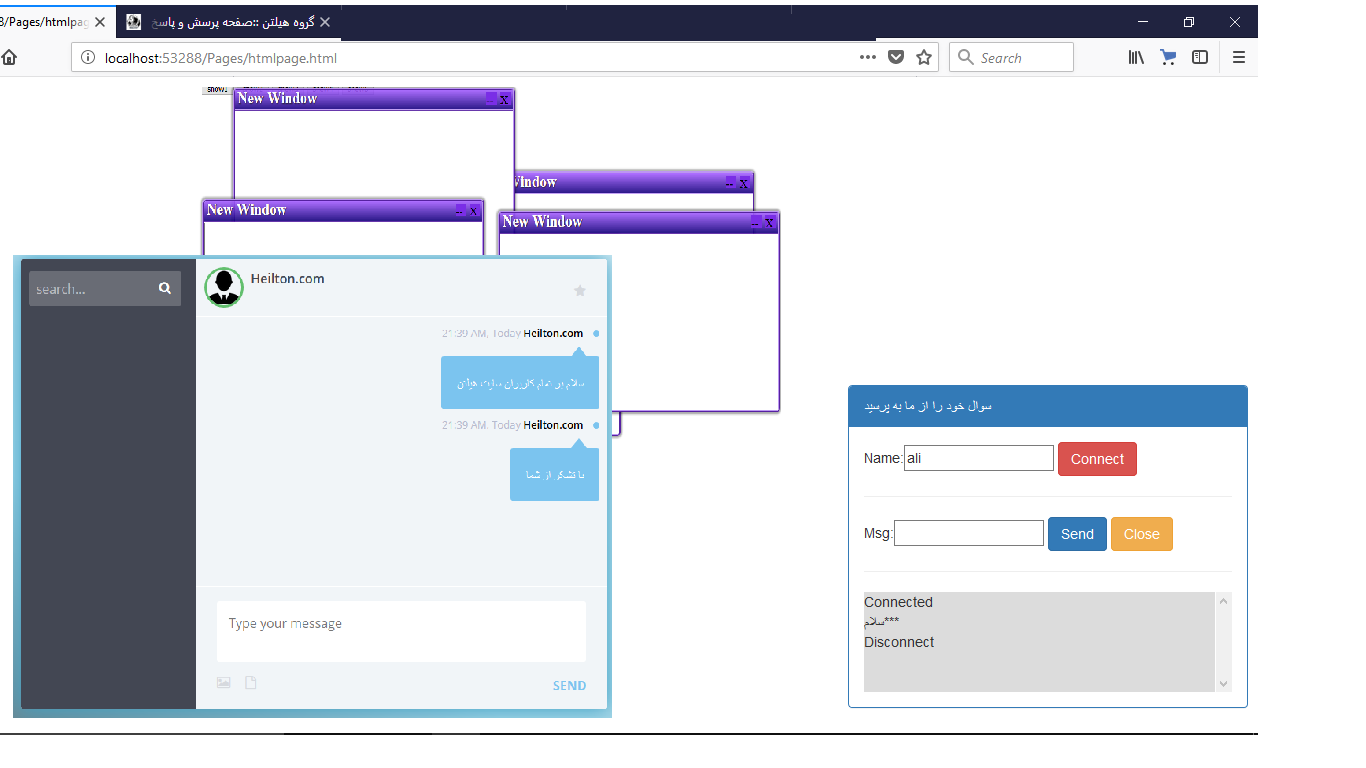 8/Pages/htmlpag
گروه هیلتن ::صفحه پرسش و پاسخ
localhost:53288/Pages/htmlpage.html
Search
show1
New Window
Window
New Window
New Window
search...
Heilton.com
21:39 AM, Today Heilton.com
سلام بر تمام کاربران سایت هیلتن
21:39 AM, Today Heilton.com
با تشکر از شما
Type your message
SEND
سوال خود را از ما به پرسید
Name: ali Connect
Msg: Send Close
Connected
سلام***
Disconnect